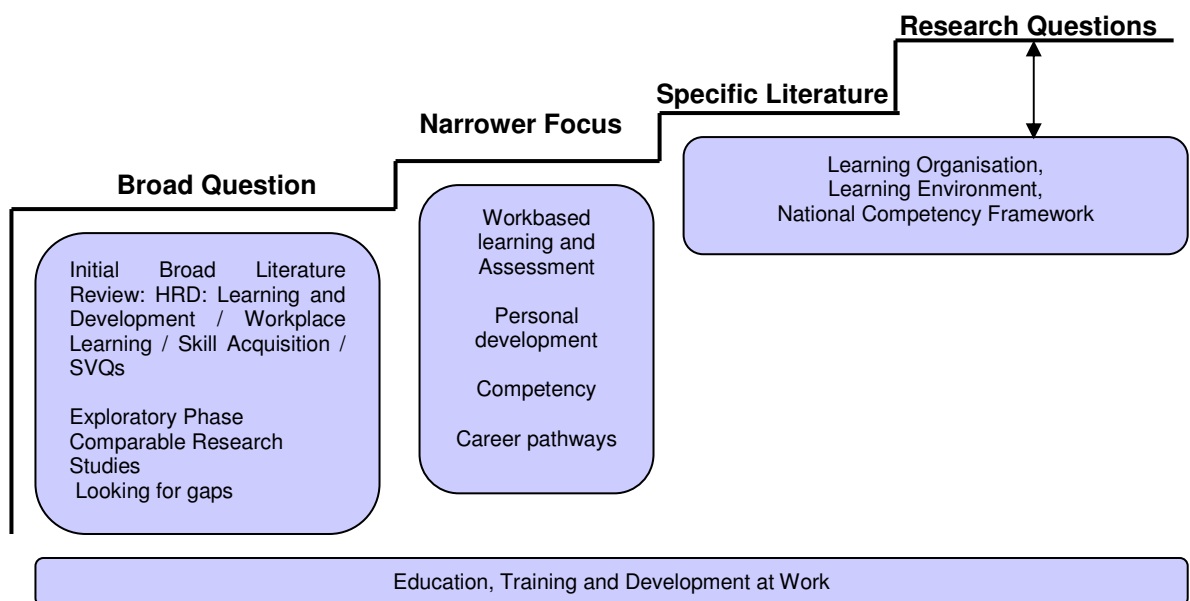 Research Questions
Specific Literature
Narrower Focus
Broad Question
Learning Organisation,
Learning Environment,
National Competency Framework
Workbased
learning and
Assessment
Personal
development
Competency
Career pathways
Initial Broad Literature
Review: HRD: Learning and
Development / Workplace
Learning / Skill Acquisition /
SVQs
Exploratory Phase
Comparable Research
Studies
Looking for gaps
Education, Training and Development at Work